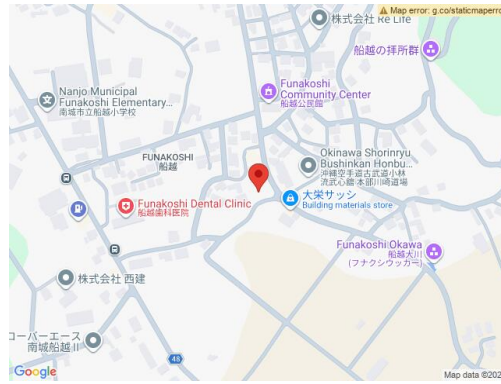 Map error: g.co/staticmaperro
株式会社 Re Life
船越の拝所群
Nanjo Municipal
Funakoshi Elementary...
南城市立船越小学校
Funakoshi
Community Center
船越公民館
FUNAKOSHI
船越
Okinawa Shorinryu
Bushinkan Honbu...
沖縄空手道古武道小林
流武心舘 本部川崎道場
大栄サッシ
Building materials store
Funakoshi Dental Clinic
船越歯科医院
Funakoshi Okawa
船越大川
(フナクシウッカー)
株式会社 西建
コーバーエース
南城船越Ⅱ
48
Google
Map data ©202